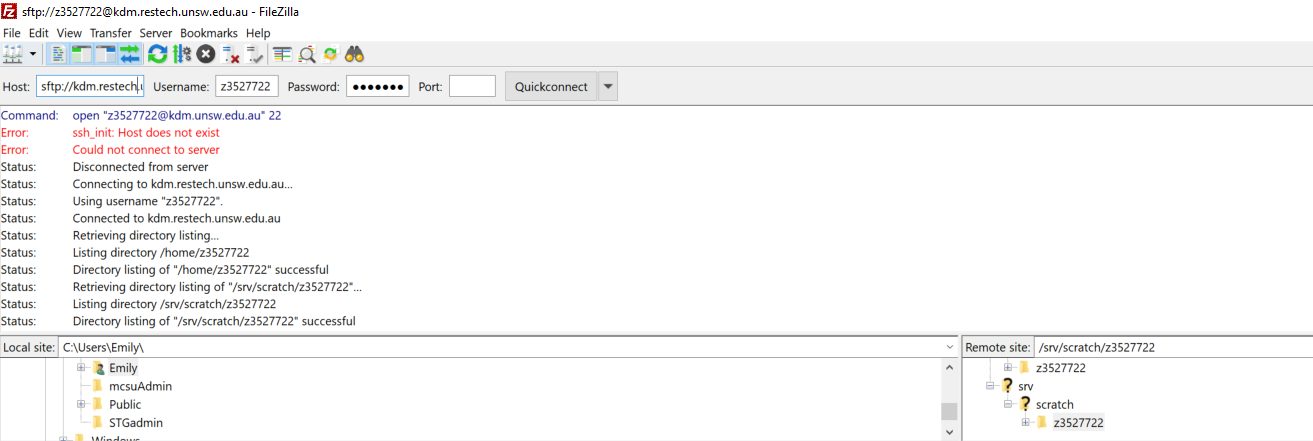 sftp://z3527722@kdm.restech.unsw.edu.au - FileZilla
File Edit View Transfer Server Bookmarks Help
Host: sftp://kdm.restech.u Username: z3527722 Password: ●●●●●●● Port: Quickconnect
Command: open "z3527722@kdm.unsw.edu.au" 22
Error: ssh_init: Host does not exist
Error: Could not connect to server
Status: Disconnected from server
Status: Connecting to kdm.restech.unsw.edu.au...
Status: Using username "z3527722".
Status: Connected to kdm.restech.unsw.edu.au
Status: Retrieving directory listing...
Status: Listing directory /home/z3527722
Status: Directory listing of "/home/z3527722" successful
Status: Retrieving directory listing of "/srv/scratch/z3527722"...
Status: Listing directory /srv/scratch/z3527722
Status: Directory listing of "/srv/scratch/z3527722" successful
Local site: C:\Users\Emily\ Remote site: /srv/scratch/z3527722
Emily z3527722
mcsuAdmin srv
Public scratch
STGadmin z3527722
Windows